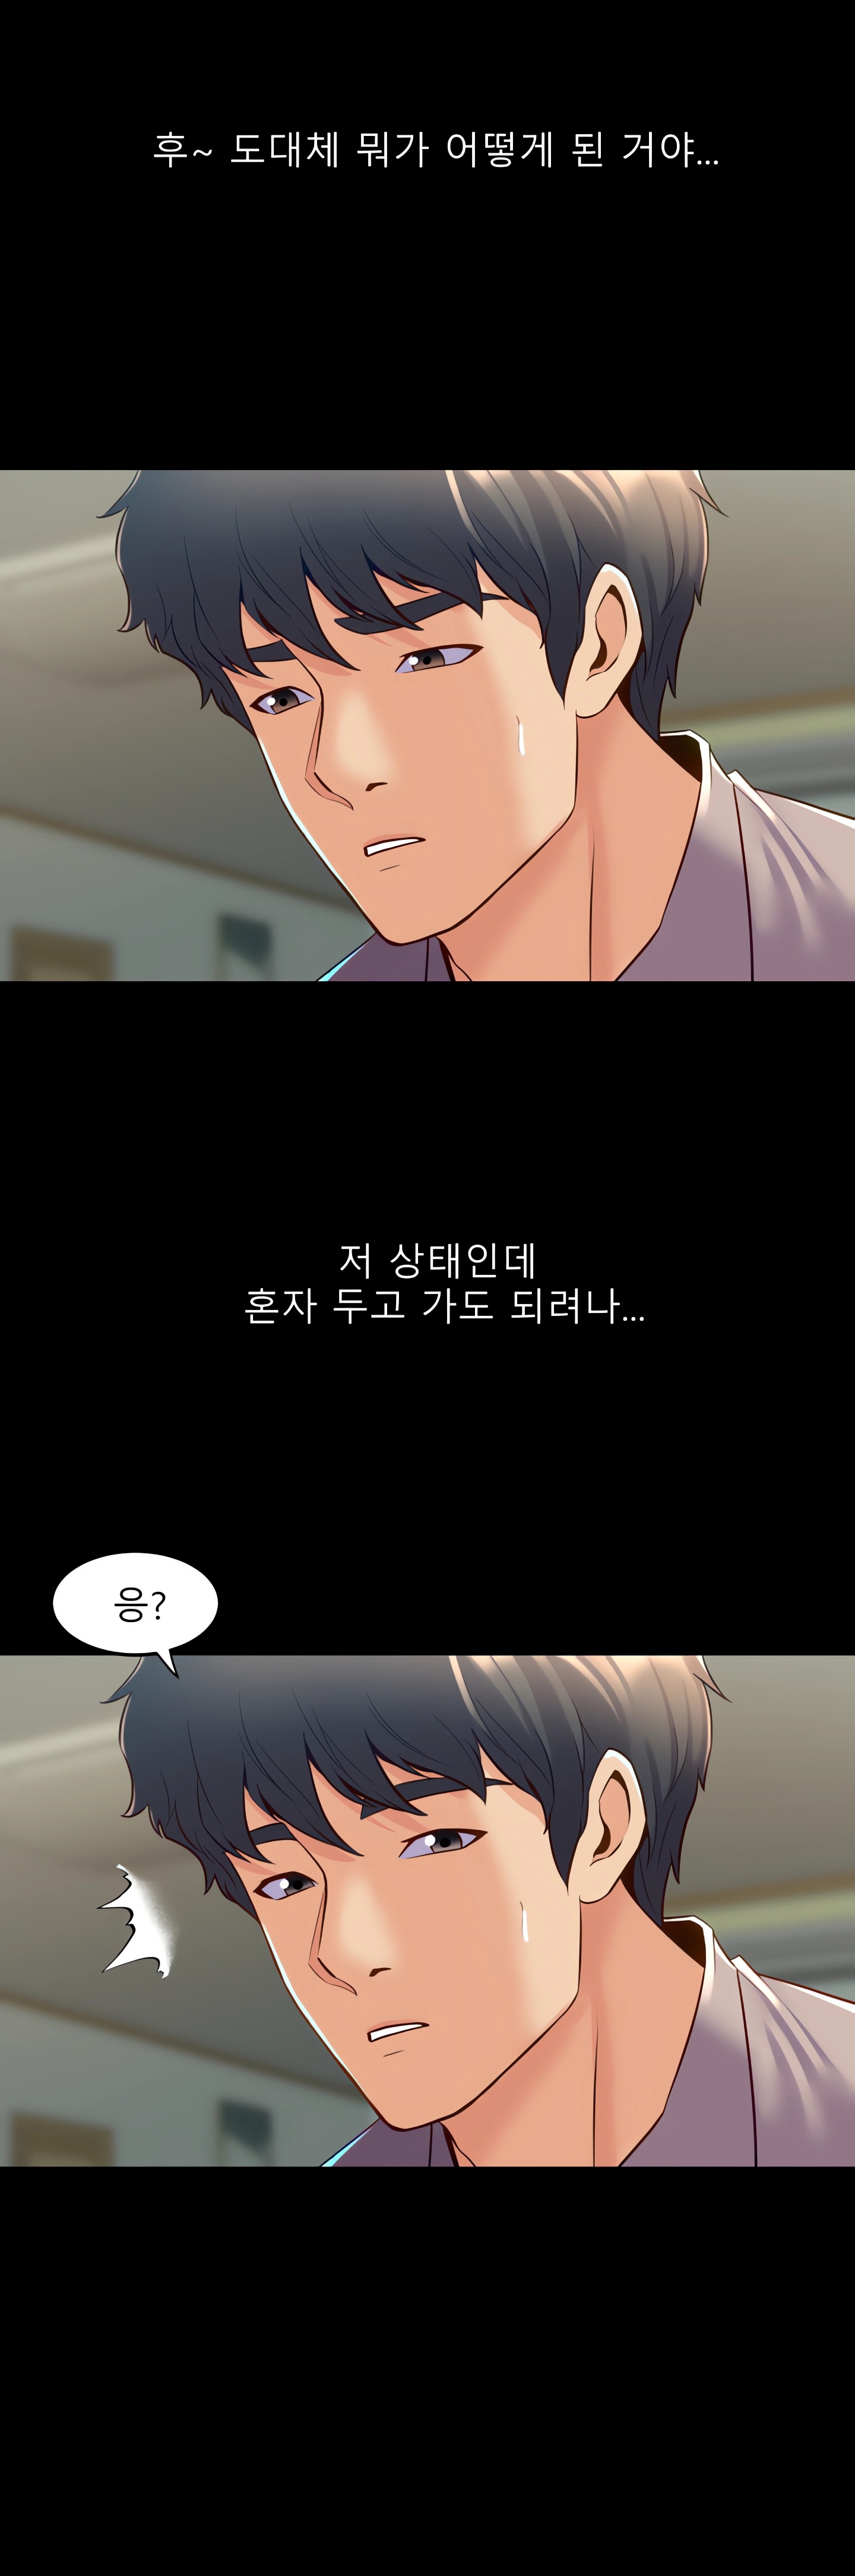 후~ 도대체 뭐가 어떻게 된 거야...
저 상태인데
혼자 두고 가도 되려나...
응?